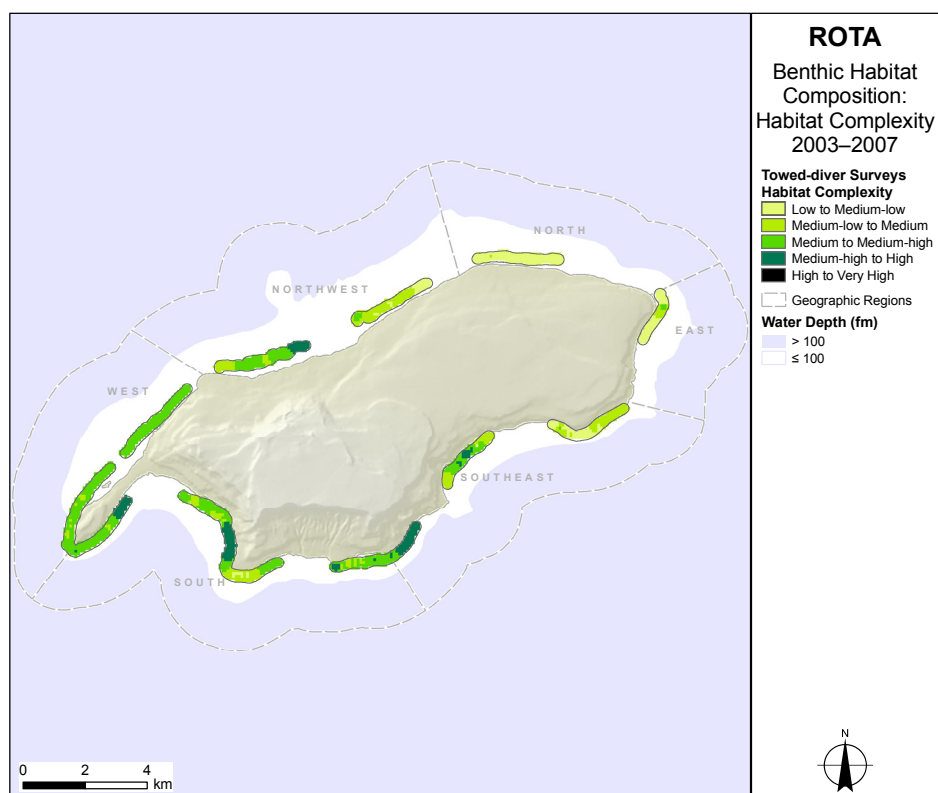 ROTA
Benthic Habitat
Composition:
Habitat Complexity
2003–2007
Towed-diver Surveys
Habitat Complexity
Low to Medium-low
Medium-low to Medium
Medium to Medium-high
Medium-high to High
High to Very High
Geographic Regions
Water Depth (fm)
> 100
≤ 100
NORTH
NORTHWEST
EAST
WEST
SOUTHEAST
SOUTH
0 2 4
km
N